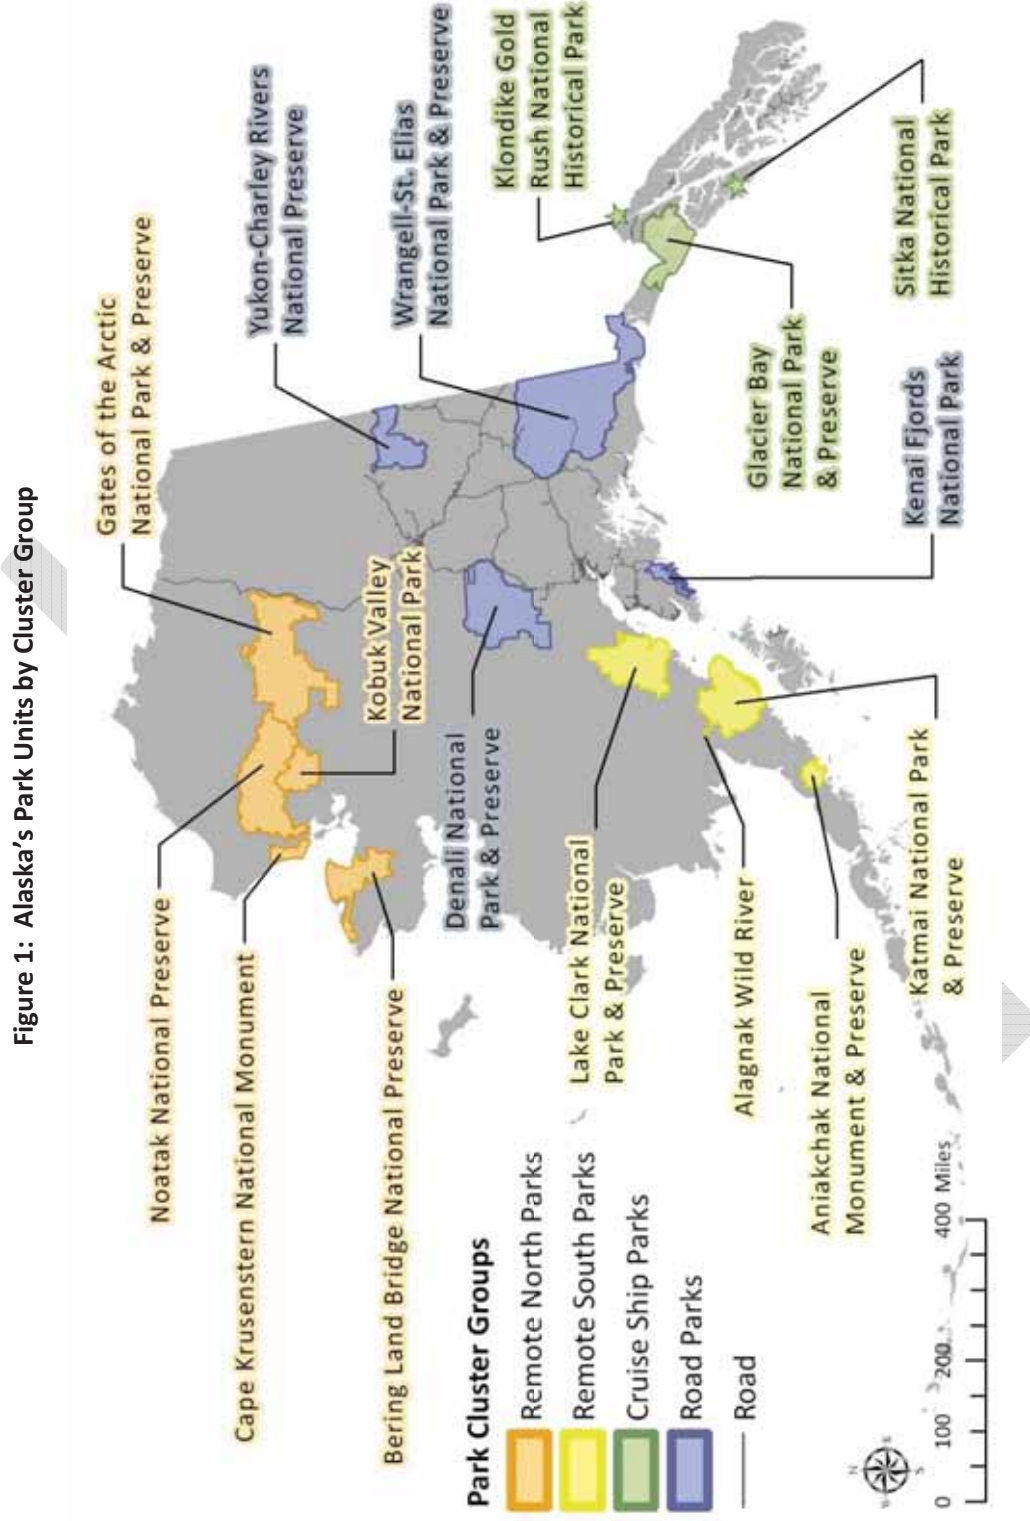 Figure 1:  Alaska's Park Units by Cluster Group
Gates of the Arctic
National Park & Preserve
Noatak National Preserve
Cape Krusenstern National Monument
Bering Land Bridge National Preserve
Kobuk Valley
National Park
Yukon-Charley Rivers
National Preserve
Wrangell-St. Elias
National Park & Preserve
Klondike Gold
Rush National
Historical Park
Denali National
Park & Preserve
Lake Clark National
Park & Preserve
Alagnak Wild River
Aniakchak National
Monument & Preserve
Katmai National Park
& Preserve
Kenai Fjords
National Park
Glacier Bay
National Park
& Preserve
Sitka National
Historical Park
Park Cluster Groups
Remote North Parks
Remote South Parks
Cruise Ship Parks
Road Parks
Road
N
E
S
W
0 100 200 400 Miles